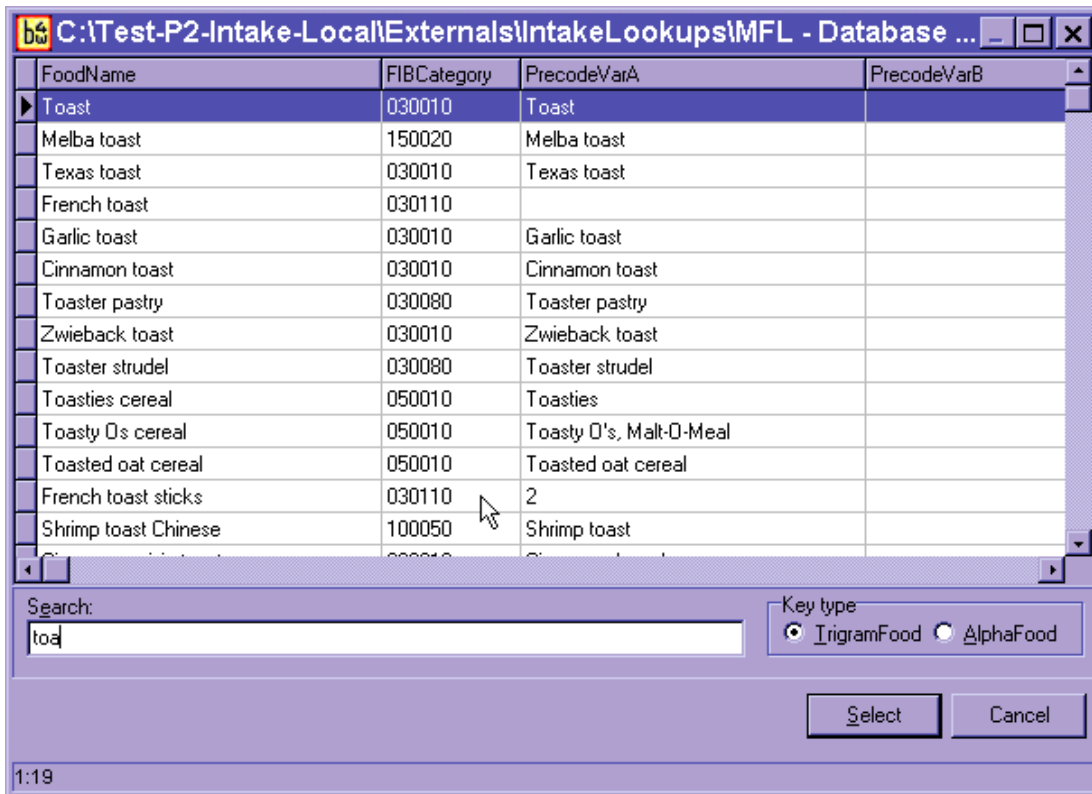 C:\Test-P2-Intake-Local\Externals\IntakeLookups\MFL - Database ...
FoodName FIBCategory PrecodeVarA PrecodeVarB
Toast 030010 Toast
Melba toast 150020 Melba toast
Texas toast 030010 Texas toast
French toast 030110
Garlic toast 030010 Garlic toast
Cinnamon toast 030010 Cinnamon toast
Toaster pastry 030080 Toaster pastry
Zwieback toast 030010 Zwieback toast
Toaster strudel 030080 Toaster strudel
Toasties cereal 050010 Toasties
Toasty Os cereal 050010 Toasty O's, Malt-O-Meal
Toasted oat cereal 050010 Toasted oat cereal
French toast sticks 030110 2
Shrimp toast Chinese 100050 Shrimp toast
Search:
toa
Key type
TrigramFood AlphaFood
Select Cancel
1:19